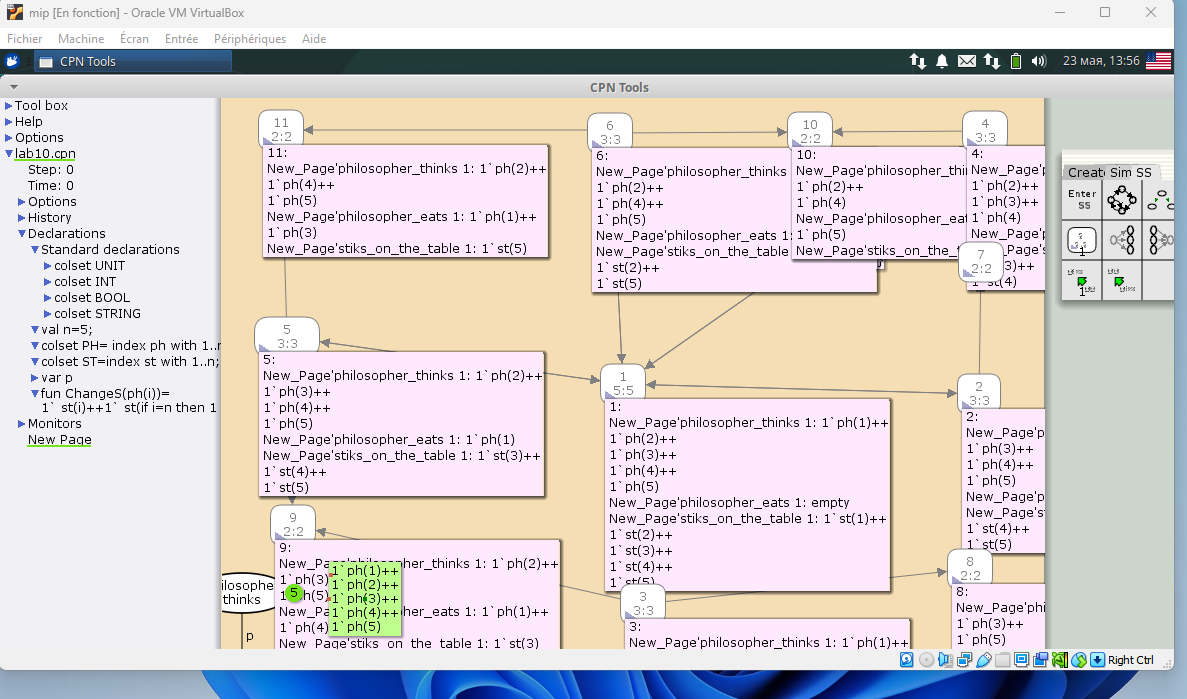 mip [En fonction] - Oracle VM VirtualBox
Fichier Machine Écran Entrée Périphériques Aide
CPN Tools
23 мая, 13:56
CPN Tools
Tool box
Help
Options
lab10.cpn
Step: 0
Time: 0
Options
History
Declarations
Standard declarations
colset UNIT
colset INT
colset BOOL
colset STRING
val n=5;
colset PH= index ph with 1..n
colset ST=index st with 1..n;
var p
fun ChangeS(ph(i))=
1` st(i)++1` st(if i=n then 1
Monitors
New Page
11
2:2
11:
New_Page'philosopher_thinks 1: 1`ph(2)++
1`ph(4)++
1`ph(5)
New_Page'philosopher_eats 1: 1`ph(1)++
1`ph(3)
New_Page'stiks_on_the_table 1: 1`st(5)
6
3:3
6:
New_Page'philosopher_thinks
1`ph(2)++
1`ph(4)++
1`ph(5)
New_Page'philosopher_eats 1:
New_Page'stiks_on_the_table
1`st(2)++
1`st(5)
10
2:2
10:
New_Page'philosopher_thi
1`ph(2)++
1`ph(4)
New_Page'philosopher_eat
1`ph(5)
New_Page'stiks_on_the_t
4
3:3
4:
New_Page'p
1`ph(2)++
1`ph(3)++
1`ph(4)
New_Page'p
7
2:2
3)++
st(4)
5
3:3
5:
New_Page'philosopher_thinks 1: 1`ph(2)++
1`ph(3)++
1`ph(4)++
1`ph(5)
New_Page'philosopher_eats 1: 1`ph(1)
New_Page'stiks_on_the_table 1: 1`st(3)++
1`st(4)++
1`st(5)
1
5:5
1:
New_Page'philosopher_thinks 1: 1`ph(1)++
1`ph(2)++
1`ph(3)++
1`ph(4)++
1`ph(5)
New_Page'philosopher_eats 1: empty
New_Page'stiks_on_the_table 1: 1`st(1)++
1`st(2)++
1`st(3)++
1`st(4)++
1`st(5)
2
3:3
2:
New_Page'p
1`ph(3)++
1`ph(4)++
1`ph(5)
New_Page'p
New_Page's
1`st(4)++
1`st(5)
9
2:2
9:
New_Page'philosopher_thinks 1: 1`ph(2)++
1`ph(3)
1`ph(5)
New_Pa
er_eats 1: 1`ph(1)++
1`ph(4)
New_Page'stiks_on_the_table 1: 1`st(3)
ilosophe
thinks
5
p
1`ph(1)++
1`ph(2)++
1`ph(3)++
1`ph(4)++
1`ph(5)
3
3:3
3:
New_Page'philosopher_thinks 1: 1`ph(1)++
8
2:2
8:
New_Page'p
1`ph(3)++
1`ph(5)
Creat Sim SS
Enter
SS
1
1
Right Ctrl